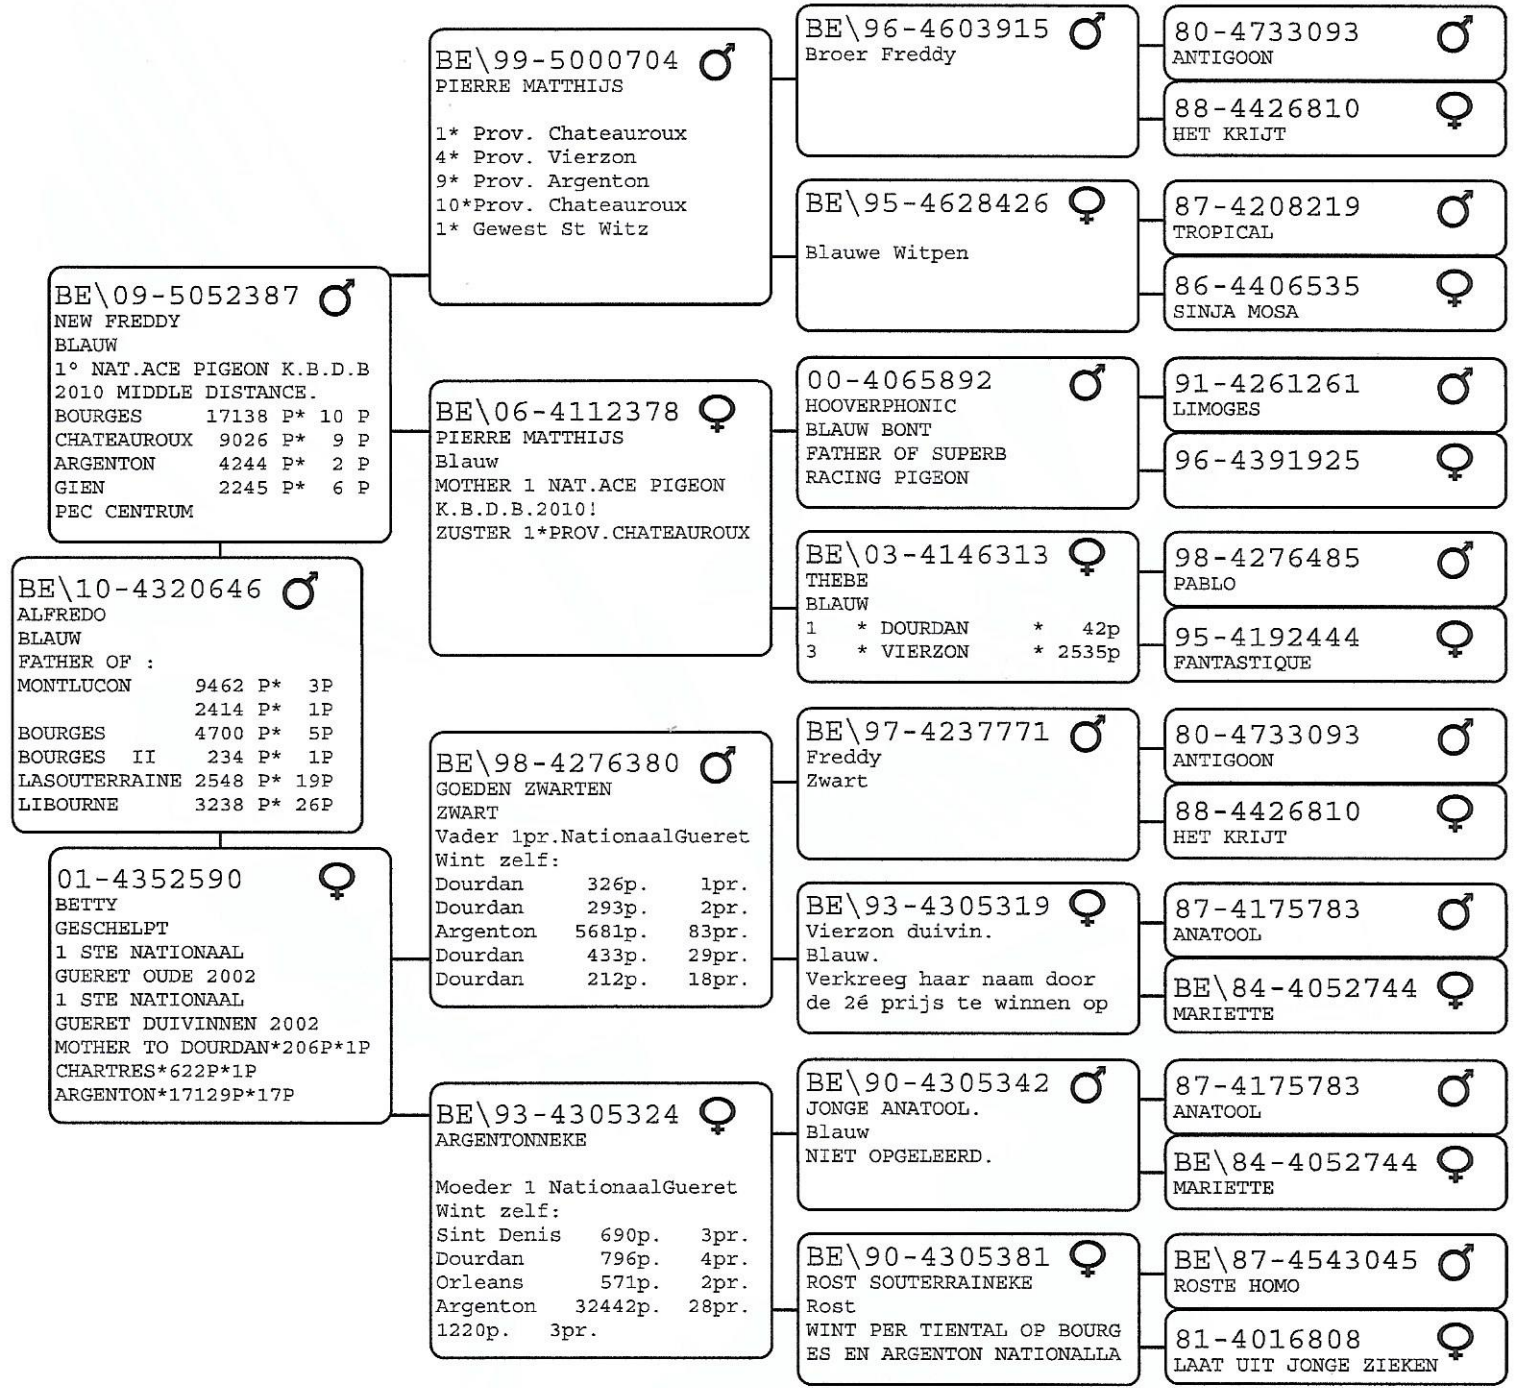 BE\10-4320646 ♂
ALFREDO
BLAUW
FATHER OF :
MONTLUCON 9462 P* 3P
2414 P* 1P
BOURGES 4700 P* 5P
BOURGES II 234 P* 1P
LASOUTERRAINE 2548 P* 19P
LIBOURNE 3238 P* 26P
BE\09-5052387 ♂
NEW FREDDY
BLAUW
1° NAT.ACE PIGEON K.B.D.B
2010 MIDDLE DISTANCE.
BOURGES 17138 P* 10 P
CHATEAUROUX 9026 P* 9 P
ARGENTON 4244 P* 2 P
GIEN 2245 P* 6 P
PEC CENTRUM
01-4352590 ♀
BETTY
GESCHELPT
1 STE NATIONAAL
GUERET OUDE 2002
1 STE NATIONAAL
GUERET DUIVINNEN 2002
MOTHER TO DOURDAN*206P*1P
CHARTRES*622P*1P
ARGENTON*17129P*17P
BE\99-5000704 ♂
PIERRE MATTHIJS
1* Prov. Chateauroux
4* Prov. Vierzon
9* Prov. Argenton
10*Prov. Chateauroux
1* Gewest St Witz
BE\06-4112378 ♀
PIERRE MATTHIJS
Blauw
MOTHER 1 NAT.ACE PIGEON
K.B.D.B.2010!
ZUSTER 1*PROV.CHATEAUROUX
BE\98-4276380 ♂
GOEDEN ZWARTEN
ZWART
Vader 1pr.NationaalGueret
Wint zelf:
Dourdan 326p. 1pr.
Dourdan 293p. 2pr.
Argenton 5681p. 83pr.
Dourdan 433p. 29pr.
Dourdan 212p. 18pr.
BE\93-4305324 ♀
ARGENTONNEKE
Moeder 1 NationaalGueret
Wint zelf:
Sint Denis 690p. 3pr.
Dourdan 796p. 4pr.
Orleans 571p. 2pr.
Argenton 32442p. 28pr.
1220p. 3pr.
BE\96-4603915 ♂
Broer Freddy
BE\95-4628426 ♀
Blauwe Witpen
00-4065892 ♂
HOOVERPHONIC
BLAUW BONT
FATHER OF SUPERB
RACING PIGEON
BE\03-4146313 ♀
THEBE
BLAUW
1 * DOURDAN * 42p
3 * VIERZON * 2535p
BE\97-4237771 ♂
Freddy
Zwart
BE\93-4305319 ♀
Vierzon duivin.
Blauw.
Verkreeg haar naam door
de 2é prijs te winnen op
BE\90-4305342 ♂
JONGE ANATOOL.
Blauw
NIET OPGELEERD.
BE\90-4305381 ♀
ROST SOUTERRAINEKE
Rost
WINT PER TIENTAL OP BOURG
ES EN ARGENTON NATIONALLA
80-4733093 ♂
ANTIGOON
88-4426810 ♀
HET KRIJT
87-4208219 ♂
TROPICAL
86-4406535 ♀
SINJA MOSA
91-4261261 ♂
LIMOGES
96-4391925 ♀
98-4276485 ♂
PABLO
95-4192444 ♀
FANTASTIQUE
80-4733093 ♂
ANTIGOON
88-4426810 ♀
HET KRIJT
87-4175783 ♂
ANATOOL
BE\84-4052744 ♀
MARIETTE
87-4175783 ♂
ANATOOL
BE\84-4052744 ♀
MARIETTE
BE\87-4543045 ♂
ROSTE HOMO
81-4016808 ♀
LAAT UIT JONGE ZIEKEN